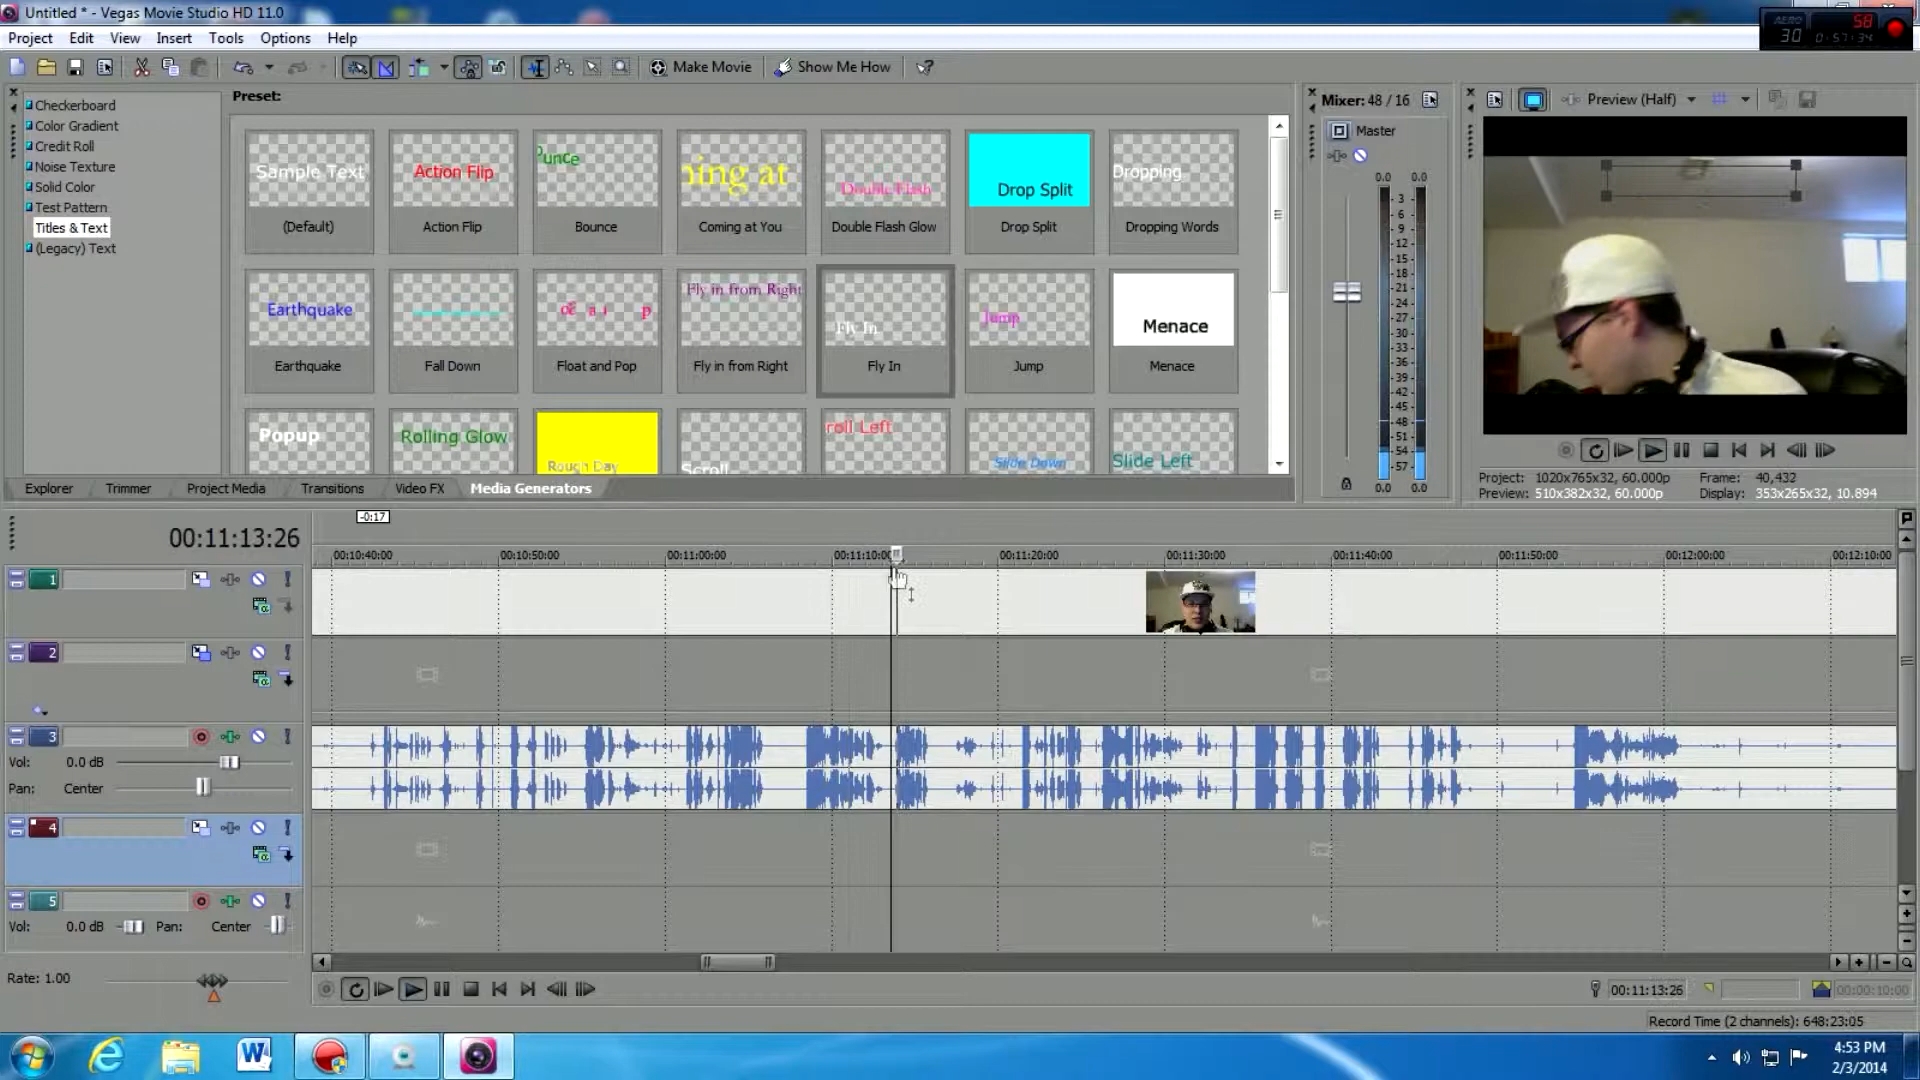 Untitled * - Vegas Movie Studio HD 11.0
AERO
30
58
0:57:34
Project Edit View Insert Tools Options Help
Make Movie
Show Me How
Checkerboard
Color Gradient
Credit Roll
Noise Texture
Solid Color
Test Pattern
Titles & Text
(Legacy) Text
Preset:
Sample Text
Action Flip
ounce
ning at
Double Flash
Drop Split
Dropping
(Default)
Action Flip
Bounce
Coming at You
Double Flash Glow
Drop Split
Dropping Words
Earthquake
Fly in from Right
Fly In
Jump
Menace
Earthquake
Fall Down
Float and Pop
Fly in from Right
Fly In
Jump
Menace
Popup
Rolling Glow
Rough Day
Scroll
roll Left
Slide Down
Slide Left
Explorer
Trimmer
Project Media
Transitions
Video FX
Media Generators
Mixer: 48 / 16
Master
0.0 0.0
3
6
9
12
15
18
21
24
27
30
33
36
39
42
45
48
51
54
57
0.0 0.0
Preview (Half)
Project: 1020x765x32, 60.000p
Frame: 40,432
Preview: 510x382x32, 60.000p
Display: 353x265x32, 10.894
-0:17
00:11:13:26
00:10:40:00
00:10:50:00
00:11:00:00
00:11:10:00
00:11:20:00
00:11:30:00
00:11:40:00
00:11:50:00
00:12:00:00
00:12:10:00
1
2
3
Vol: 0.0 dB
Pan: Center
4
5
Vol: 0.0 dB Pan: Center
Rate: 1.00
00:11:13:26
00:00:10:00
Record Time (2 channels): 648:23:05
4:53 PM
2/3/2014